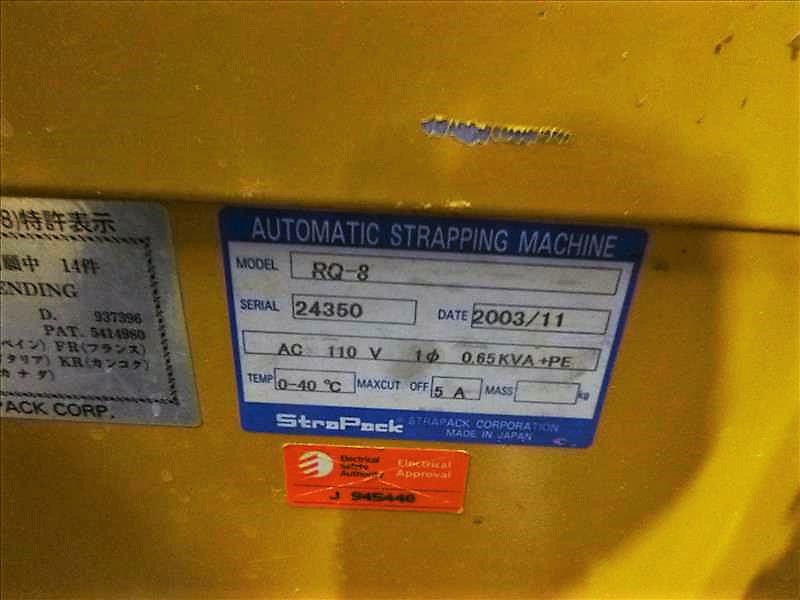 8)特許表示
願中 14件
ENDING
D. 937396
PAT. 5414980
ペイン) FR(フランス)
イタリア) KR(カンコク)
カナダ)
PACK CORP.
AUTOMATIC STRAPPING MACHINE
MODEL RQ-8
SERIAL 24350 DATE 2003/11
AC 110 V 1φ 0.65KVA+PE
TEMP 0-40 ℃ MAXCUT OFF 5 A MASS kg
StraPack® STRAPACK CORPORATION
MADE IN JAPAN
Electrical
Safety
Authority
Electrical
Approval
J 945446